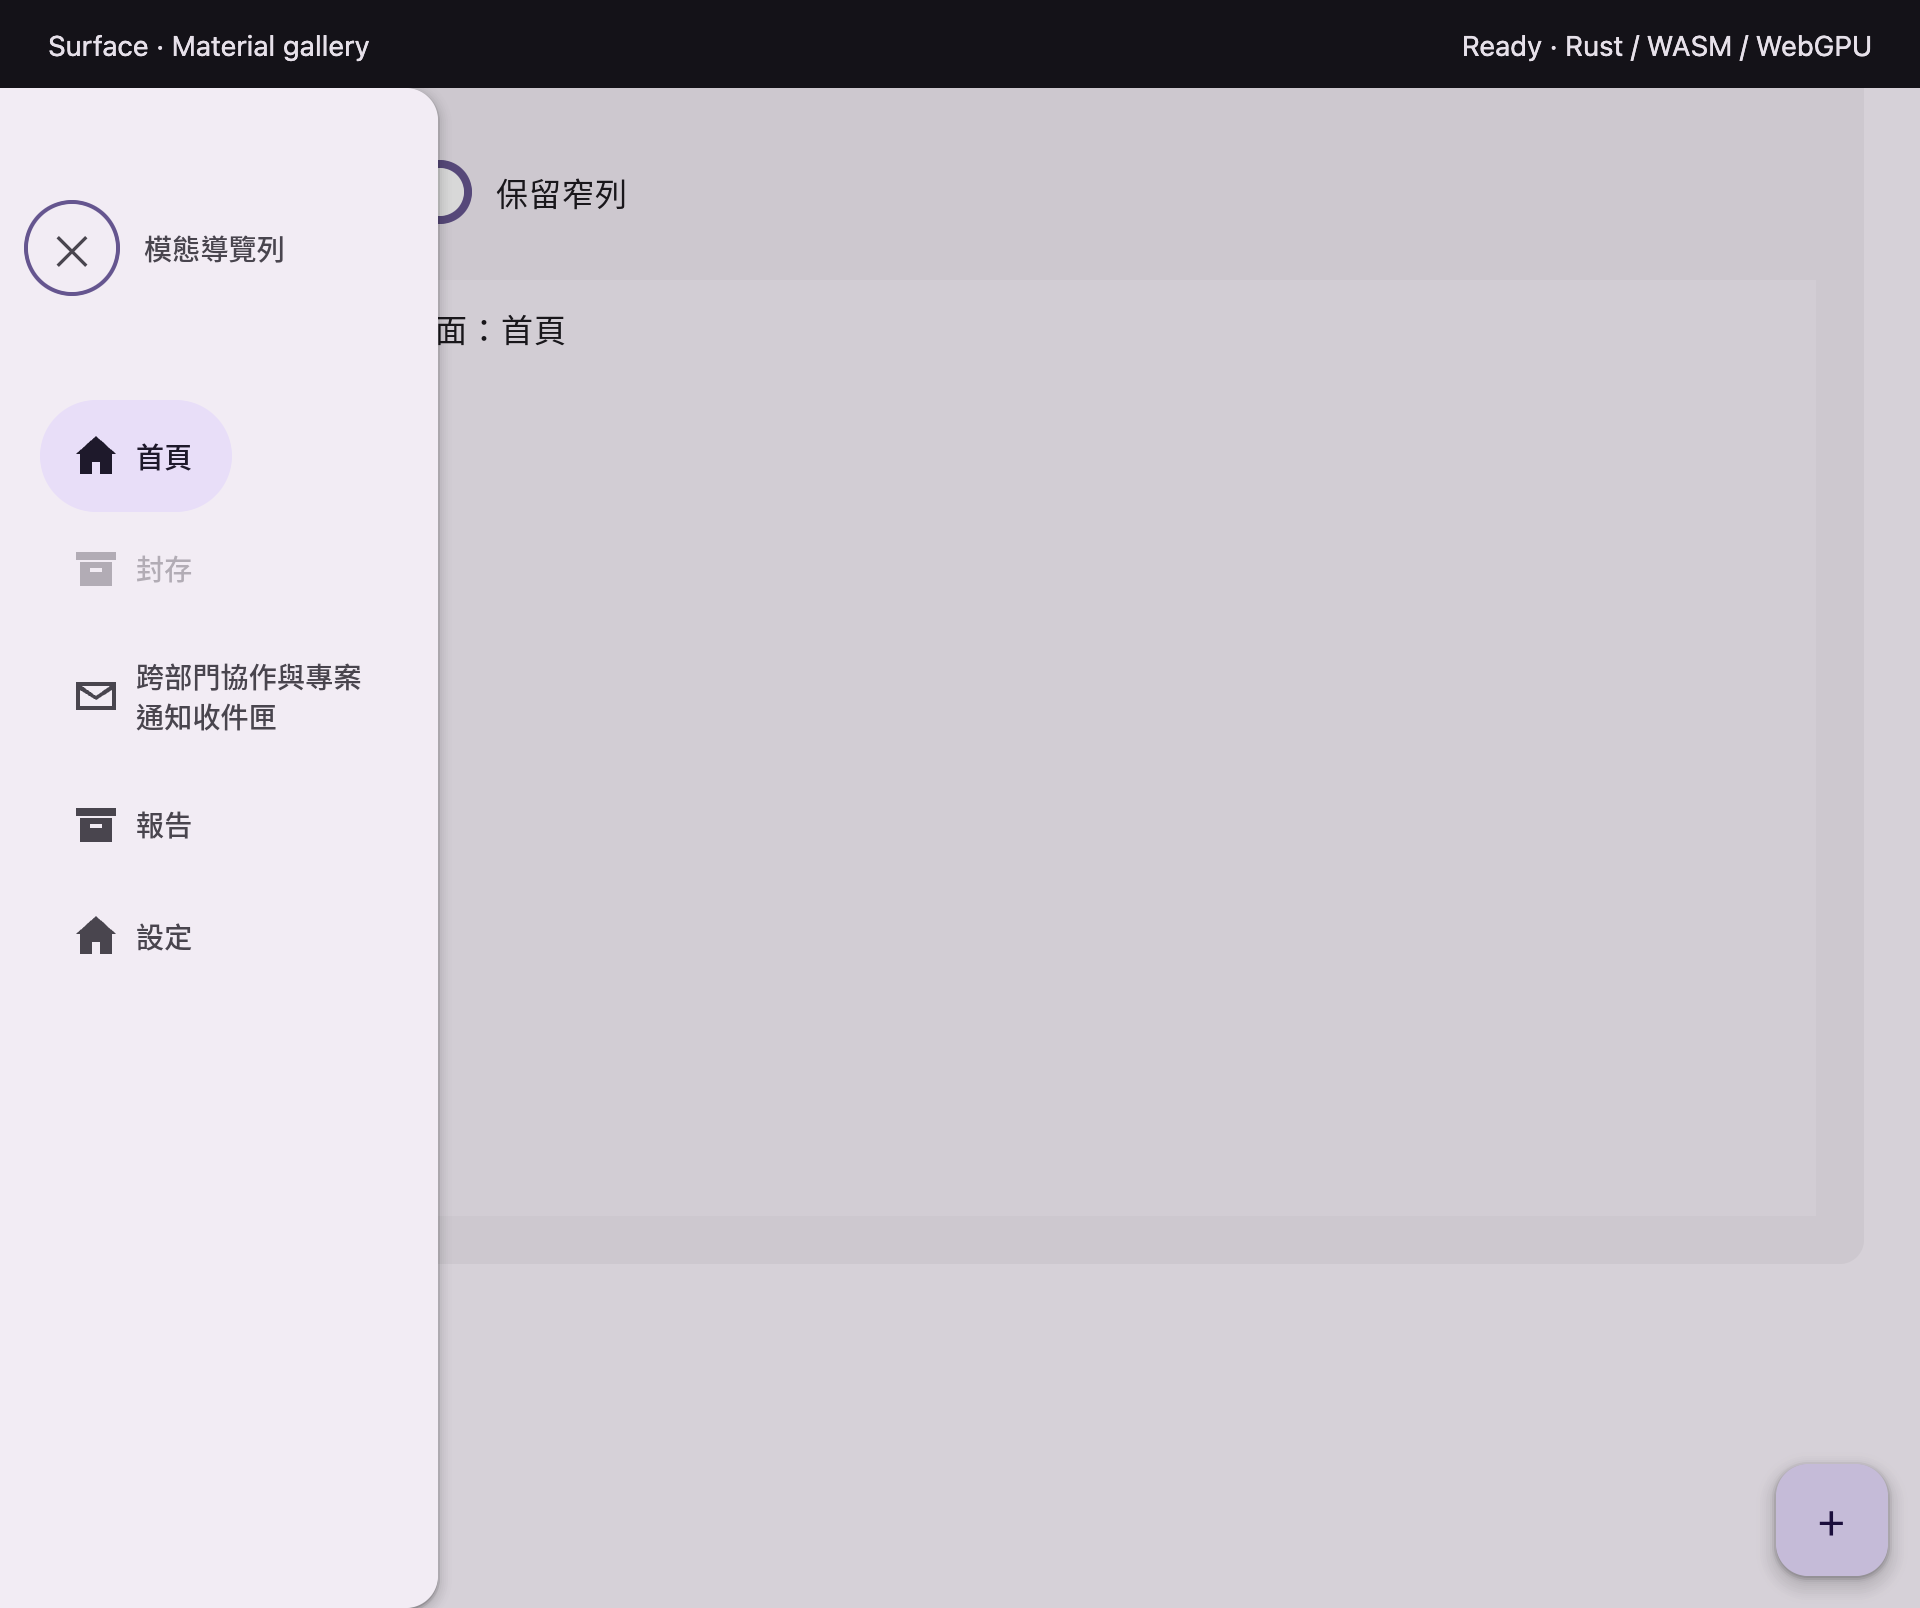 Surface · Material gallery
Ready · Rust / WASM / WebGPU
保留窄列
模態導覽列
面：首頁
首頁
封存
跨部門協作與專案
通知收件匣
報告
設定
+